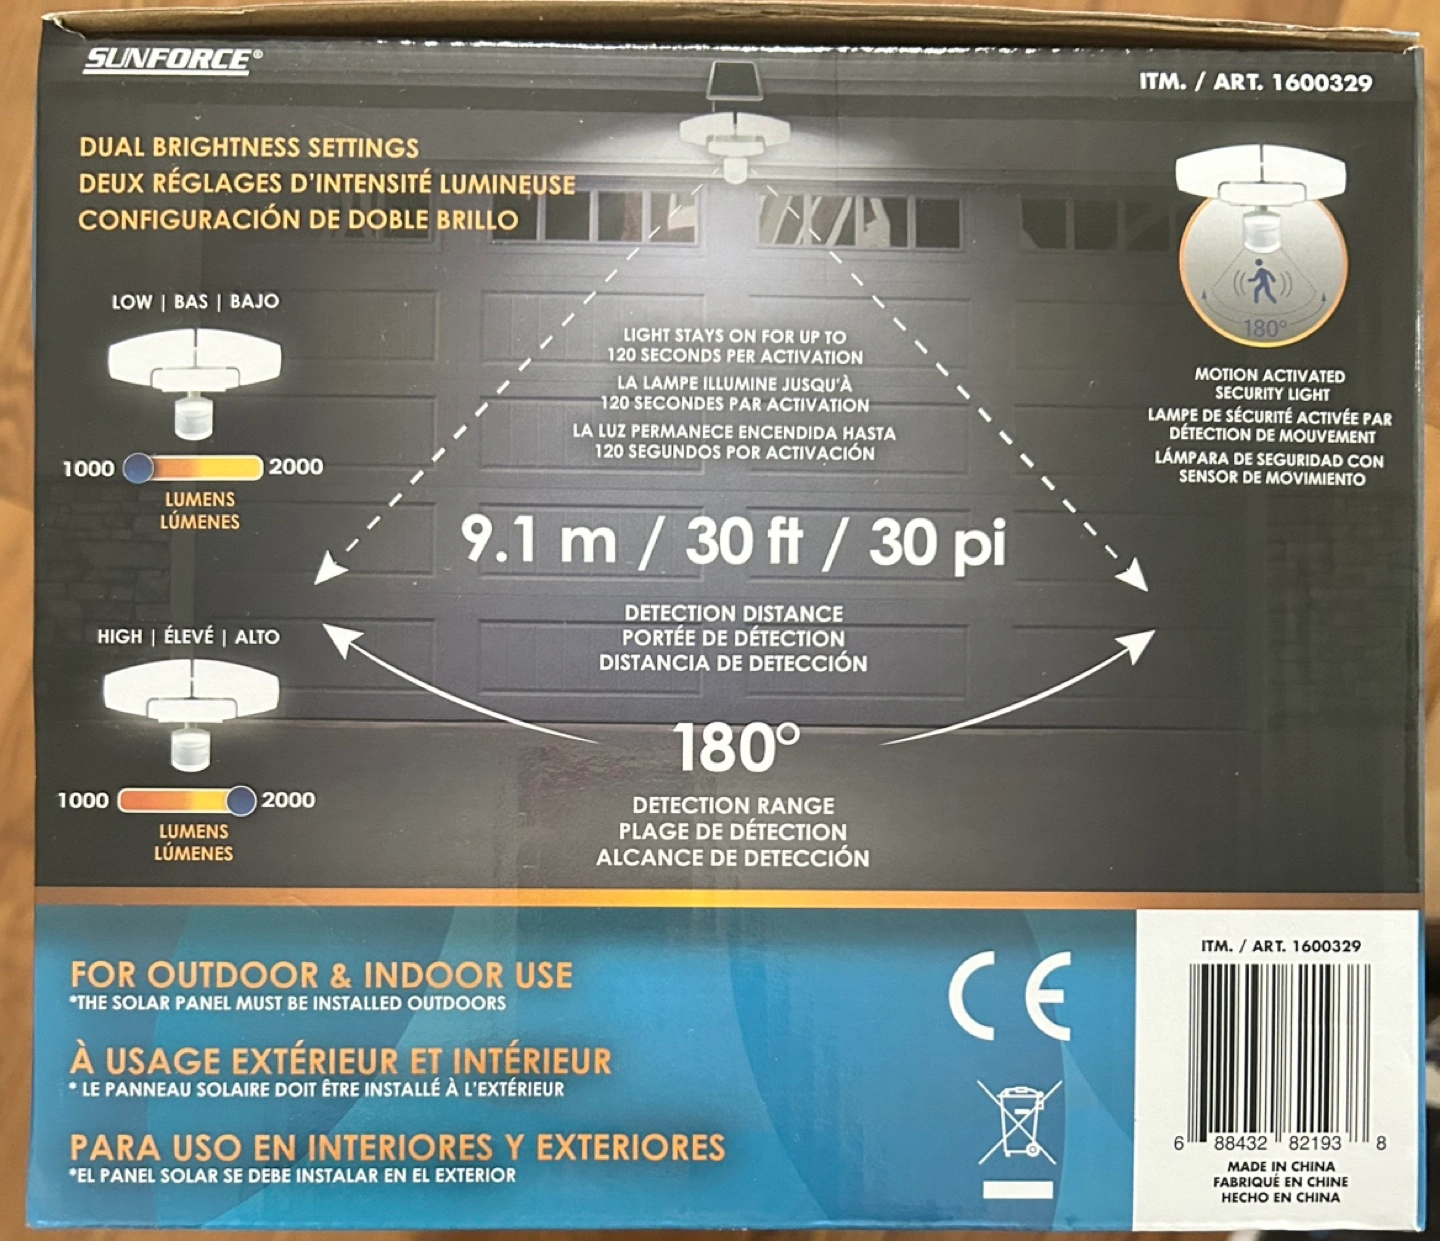 SUNFORCE®
ITM. / ART. 1600329
DUAL BRIGHTNESS SETTINGS
DEUX RÉGLAGES D'INTENSITÉ LUMINEUSE
CONFIGURACIÓN DE DOBLE BRILLO
LOW | BAS | BAJO
1000 2000
LUMENS
LÚMENES
HIGH | ÉLEVÉ | ALTO
1000 2000
LUMENS
LÚMENES
LIGHT STAYS ON FOR UP TO
120 SECONDS PER ACTIVATION
LA LAMPE ILLUMINE JUSQU'À
120 SECONDES PAR ACTIVATION
LA LUZ PERMANECE ENCENDIDA HASTA
120 SEGUNDOS POR ACTIVACIÓN
9.1 m / 30 ft / 30 pi
DETECTION DISTANCE
PORTÉE DE DÉTECTION
DISTANCIA DE DETECCIÓN
180°
DETECTION RANGE
PLAGE DE DÉTECTION
ALCANCE DE DETECCIÓN
180°
MOTION ACTIVATED
SECURITY LIGHT
LAMPE DE SÉCURITÉ ACTIVÉE PAR
DÉTECTION DE MOUVEMENT
LÁMPARA DE SEGURIDAD CON
SENSOR DE MOVIMIENTO
FOR OUTDOOR & INDOOR USE
*THE SOLAR PANEL MUST BE INSTALLED OUTDOORS
À USAGE EXTÉRIEUR ET INTÉRIEUR
* LE PANNEAU SOLAIRE DOIT ÊTRE INSTALLÉ À L'EXTÉRIEUR
PARA USO EN INTERIORES Y EXTERIORES
*EL PANEL SOLAR SE DEBE INSTALAR EN EL EXTERIOR
CE
ITM. / ART. 1600329
6 88432 82193 8
MADE IN CHINA
FABRIQUÉ EN CHINE
HECHO EN CHINA